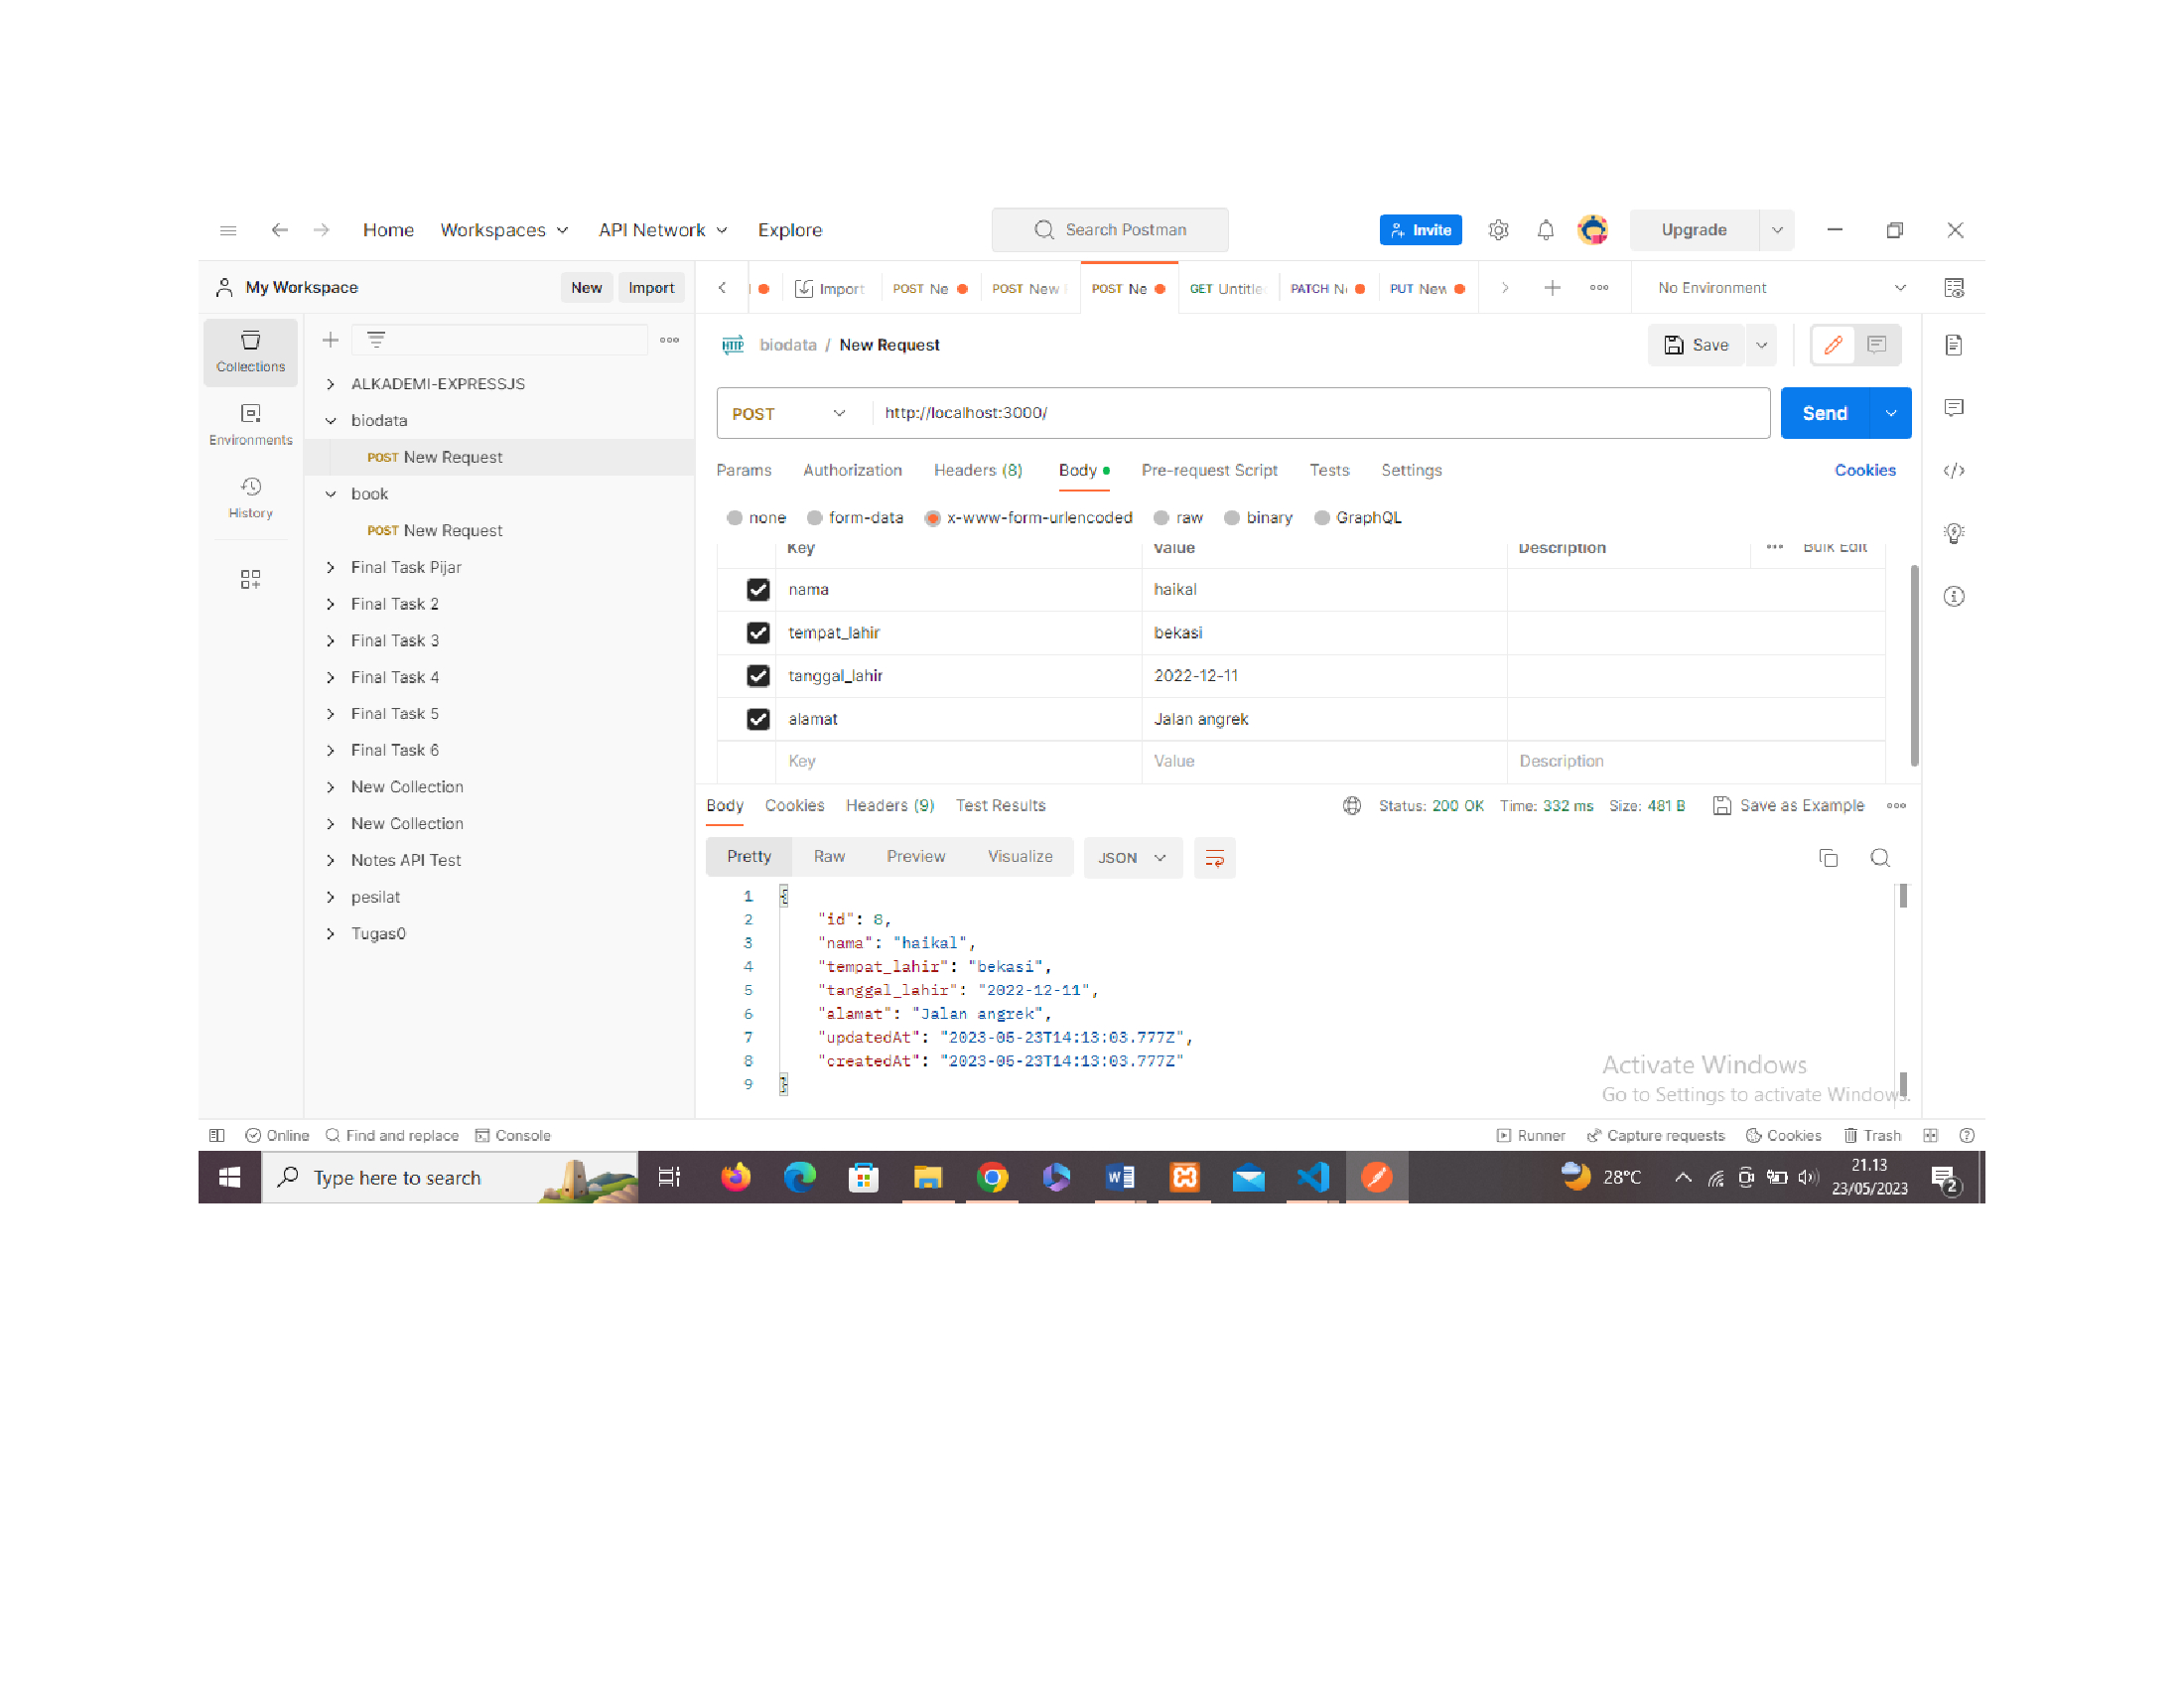 Home Workspaces API Network Explore Search Postman Invite Upgrade
My Workspace New Import
Import POST Ne POST New POST Ne GET Untitle PATCH PUT New No Environment
Collections
Environments
History
ALKADEMI-EXPRESSJS
biodata
POST New Request
book
POST New Request
Final Task Pijar
Final Task 2
Final Task 3
Final Task 4
Final Task 5
Final Task 6
New Collection
New Collection
Notes API Test
pesilat
Tugas0
HTTP biodata / New Request Save
POST http://localhost:3000/ Send
Params Authorization Headers (8) Body Pre-request Script Tests Settings Cookies
none form-data x-www-form-urlencoded raw binary GraphQL
Key Value Description Bulk Edit
nama haikal
tempat_lahir bekasi
tanggal_lahir 2022-12-11
alamat Jalan angrek
Key Value Description
Body Cookies Headers (9) Test Results Status: 200 OK Time: 332 ms Size: 481 B Save as Example
Pretty Raw Preview Visualize JSON
1 {
2 "id": 8,
3 "nama": "haikal",
4 "tempat_lahir": "bekasi",
5 "tanggal_lahir": "2022-12-11",
6 "alamat": "Jalan angrek",
7 "updatedAt": "2023-05-23T14:13:03.777Z",
8 "createdAt": "2023-05-23T14:13:03.777Z"
9 }
Activate Windows
Go to Settings to activate Windows.
Online Find and replace Console Runner Capture requests Cookies Trash
Type here to search 28°C 21.13
23/05/2023 2